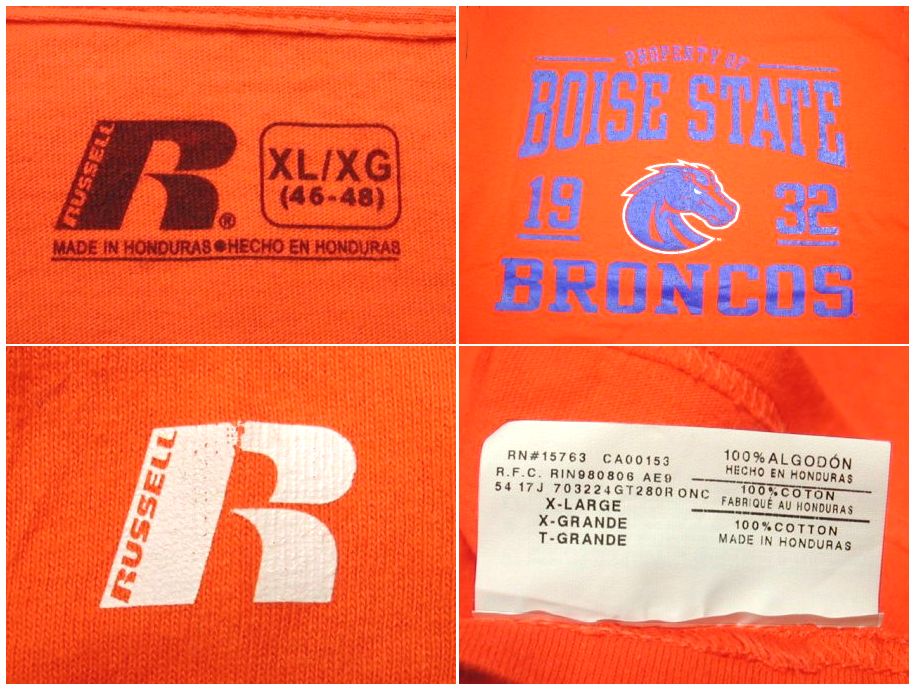 RUSSELL
R®
XL/XG
(46-48)
MADE IN HONDURAS●HECHO EN HONDURAS
PROPERTY OF
BOISE STATE
19 32
BRONCOS
RUSSELL
R
RN#15763 CA00153
R.F.C. RIN980806 AE9
54 17J 703224GT280RONC
X-LARGE
X-GRANDE
T-GRANDE
100%ALGODÓN
HECHO EN HONDURAS
100%COTON
FABRIQUÉ AU HONDURAS
100%COTTON
MADE IN HONDURAS